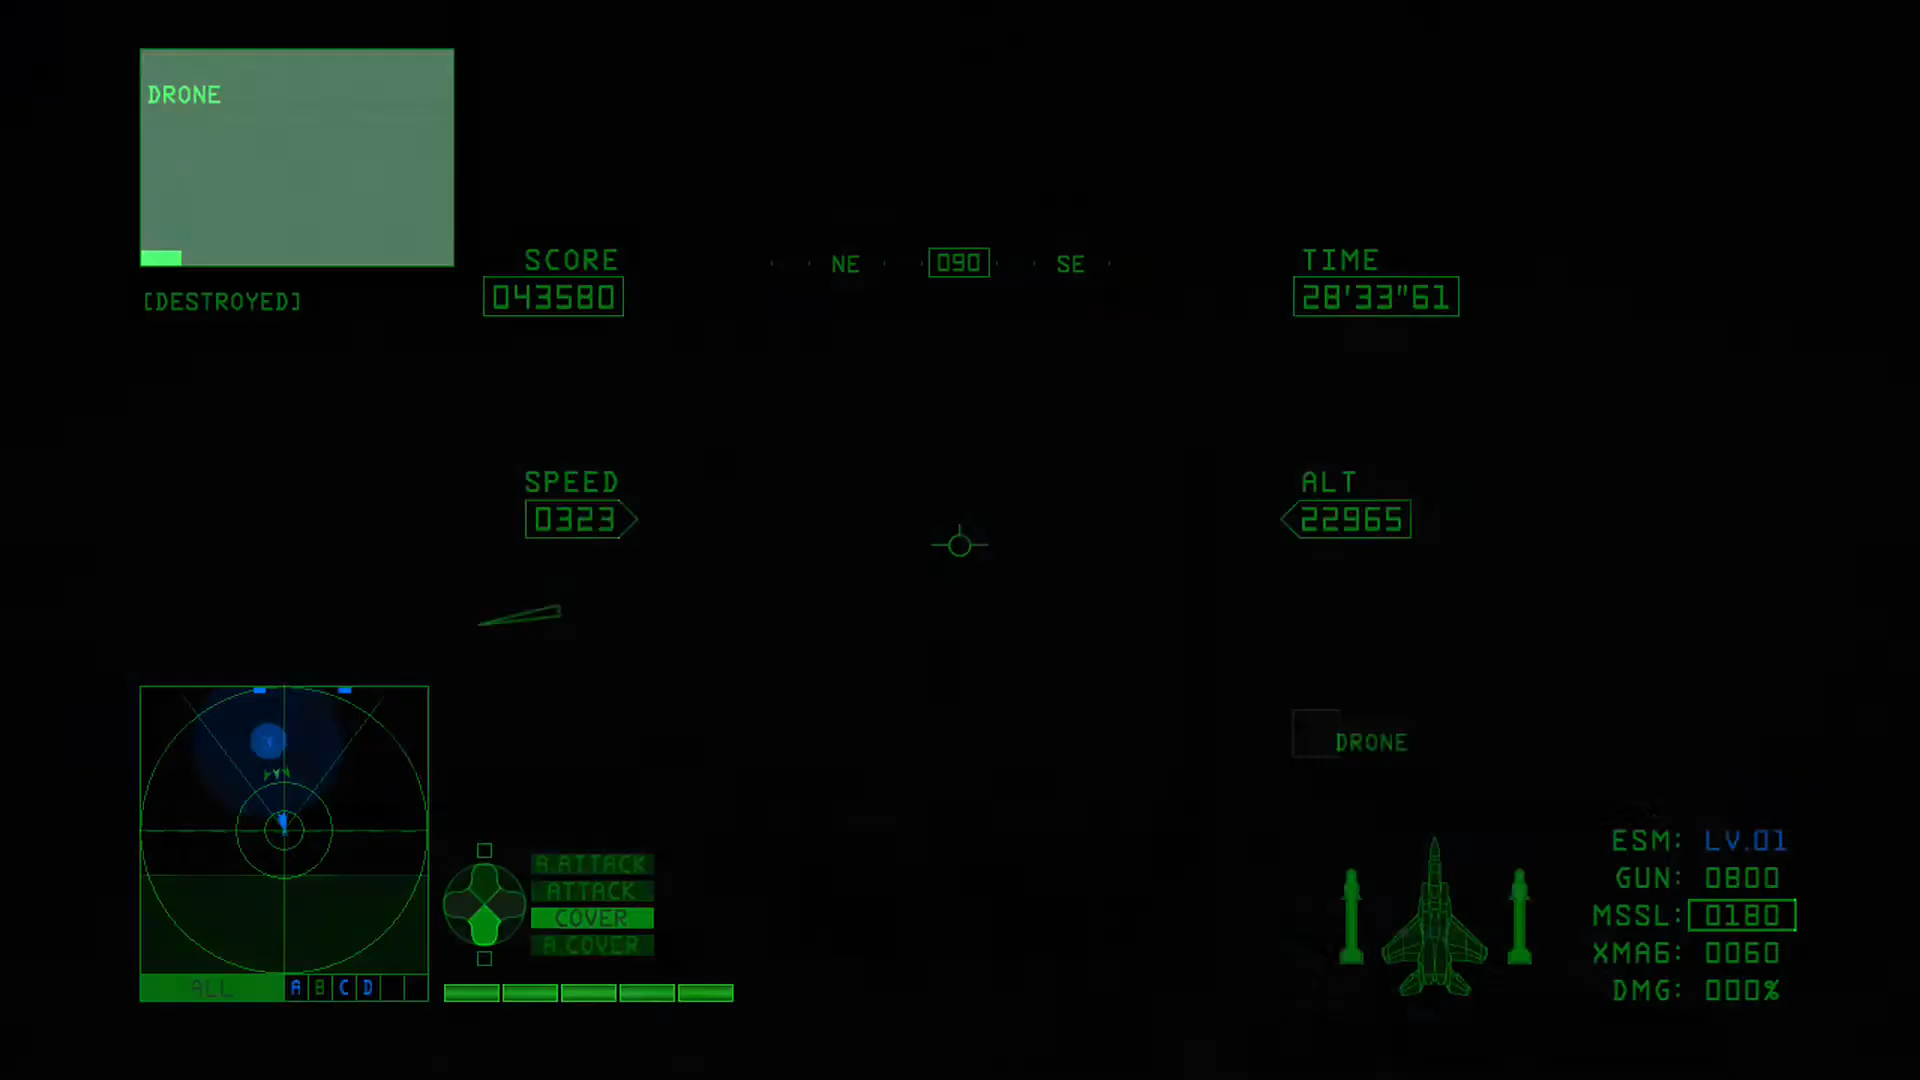 DRONE
[DESTROYED]
SCORE
043580
NE 090 SE
TIME
28'33"61
SPEED
0323
ALT
22965
DRONE
A.ATTACK
ATTACK
COVER
A.COVER
ALL A B C D
ESM: LV.01
GUN: 0800
MSSL: 0180
XMA6: 0060
DMG: 000%